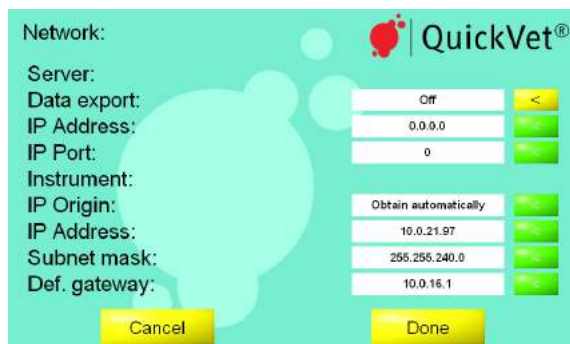 Network:
QuickVet®
Server:
Data export: Off <
IP Address: 0.0.0.0 <
IP Port: 0 <
Instrument:
IP Origin: Obtain automatically <
IP Address: 10.0.21.97 <
Subnet mask: 255.255.240.0 <
Def. gateway: 10.0.16.1 <
Cancel Done